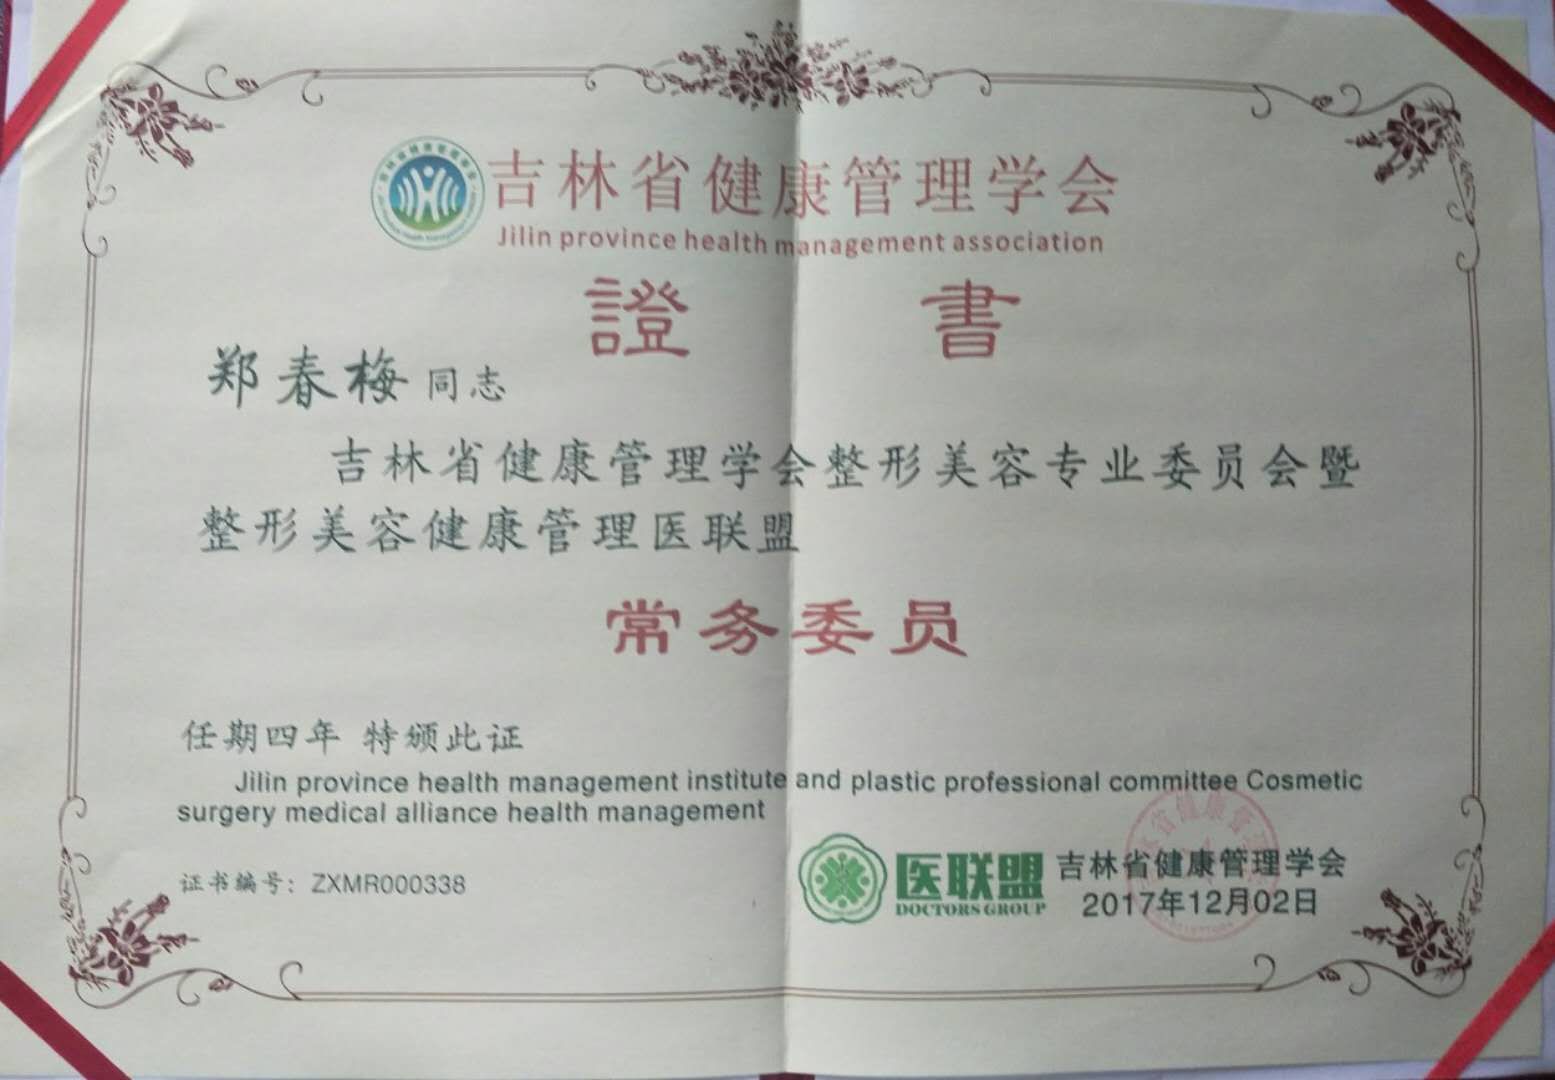 吉林省健康管理学会
Jilin province health management association
證書
郑春梅同志
吉林省健康管理学会整形美容专业委员会暨
整形美容健康管理医联盟
常务委员
任期四年 特颁此证
Jilin province health management institute and plastic professional committee Cosmetic
surgery medical alliance health management
证书编号：ZXMR000338
医联盟
DOCTORS GROUP
吉林省健康管理学会
2017年12月02日